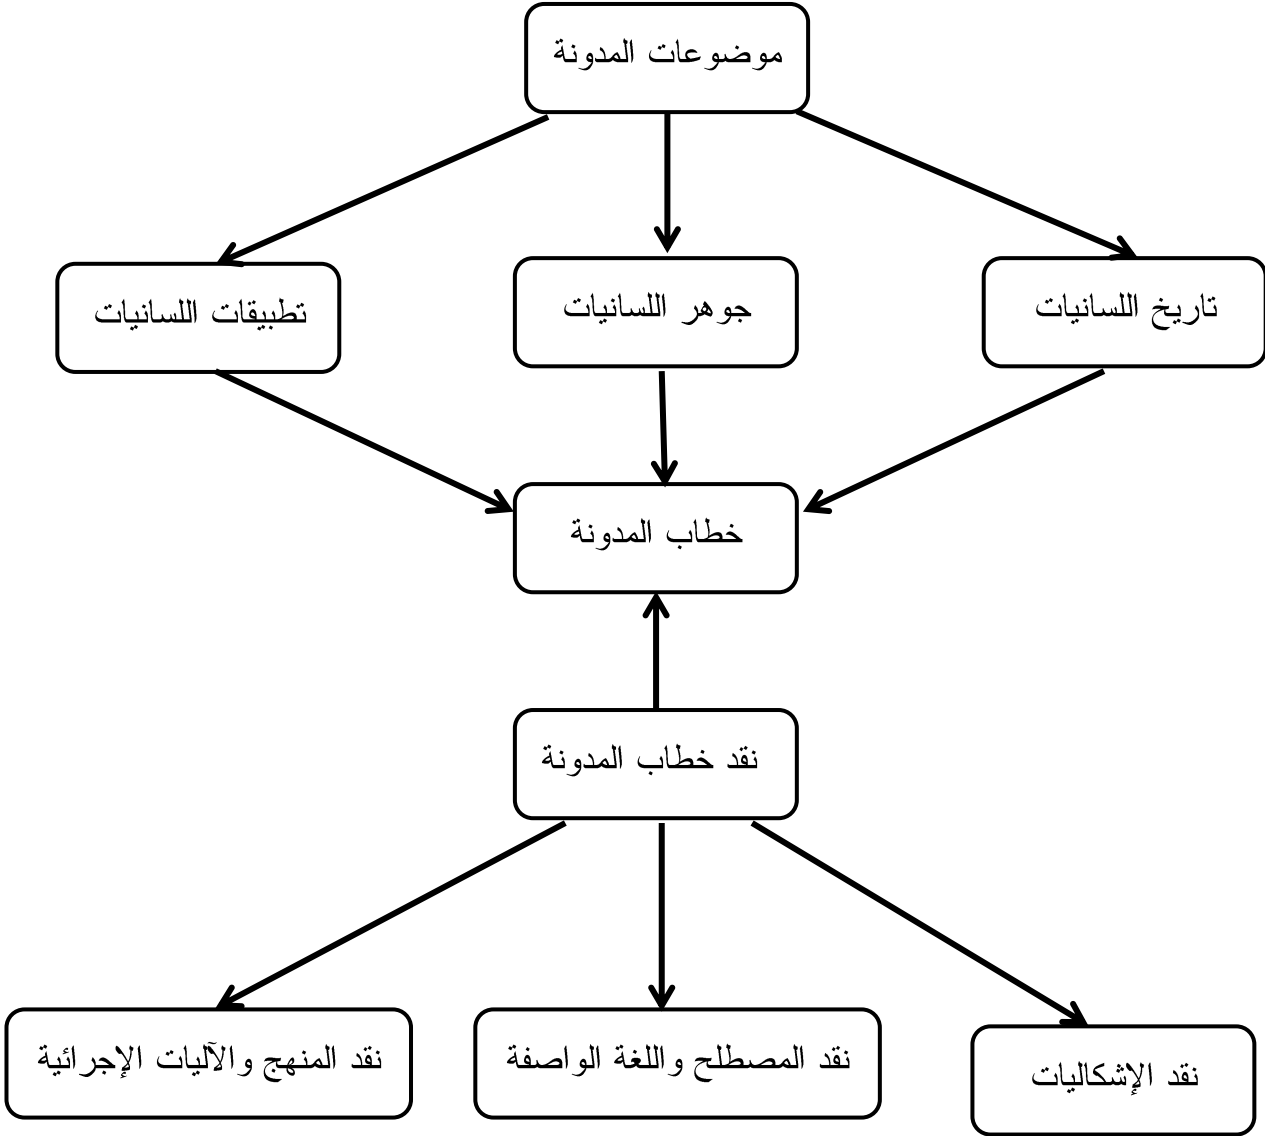 موضوعات المدونة
تاريخ اللسانيات
جوهر اللسانيات
تطبيقات اللسانيات
خطاب المدونة
نقد خطاب المدونة
نقد الإشكاليات
نقد المصطلح واللغة الواصفة
نقد المنهج والآليات الإجرائية